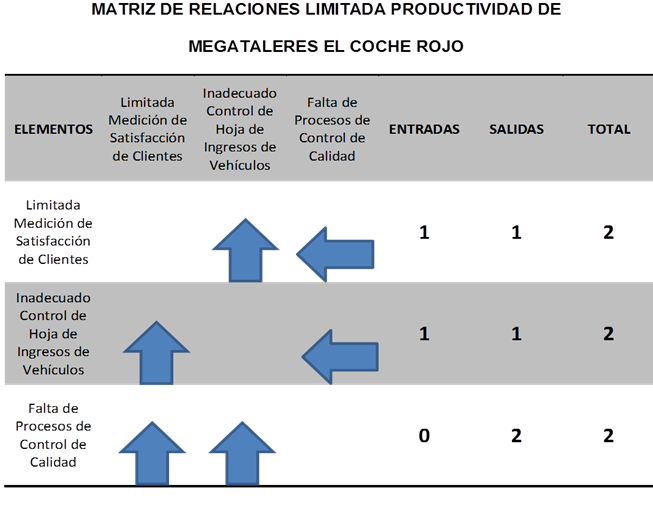 MATRIZ DE RELACIONES LIMITADA PRODUCTIVIDAD DE
MEGATALERES EL COCHE ROJO
ELEMENTOS
Limitada
Medición de
Satisfacción
de Clientes
Inadecuado
Control de
Hoja de
Ingresos de
Vehículos
Falta de
Procesos de
Control de
Calidad
ENTRADAS
SALIDAS
TOTAL
Limitada
Medición de
Satisfacción
de Clientes
1
1
2
Inadecuado
Control de
Hoja de
Ingresos de
Vehículos
1
1
2
Falta de
Procesos de
Control de
Calidad
0
2
2